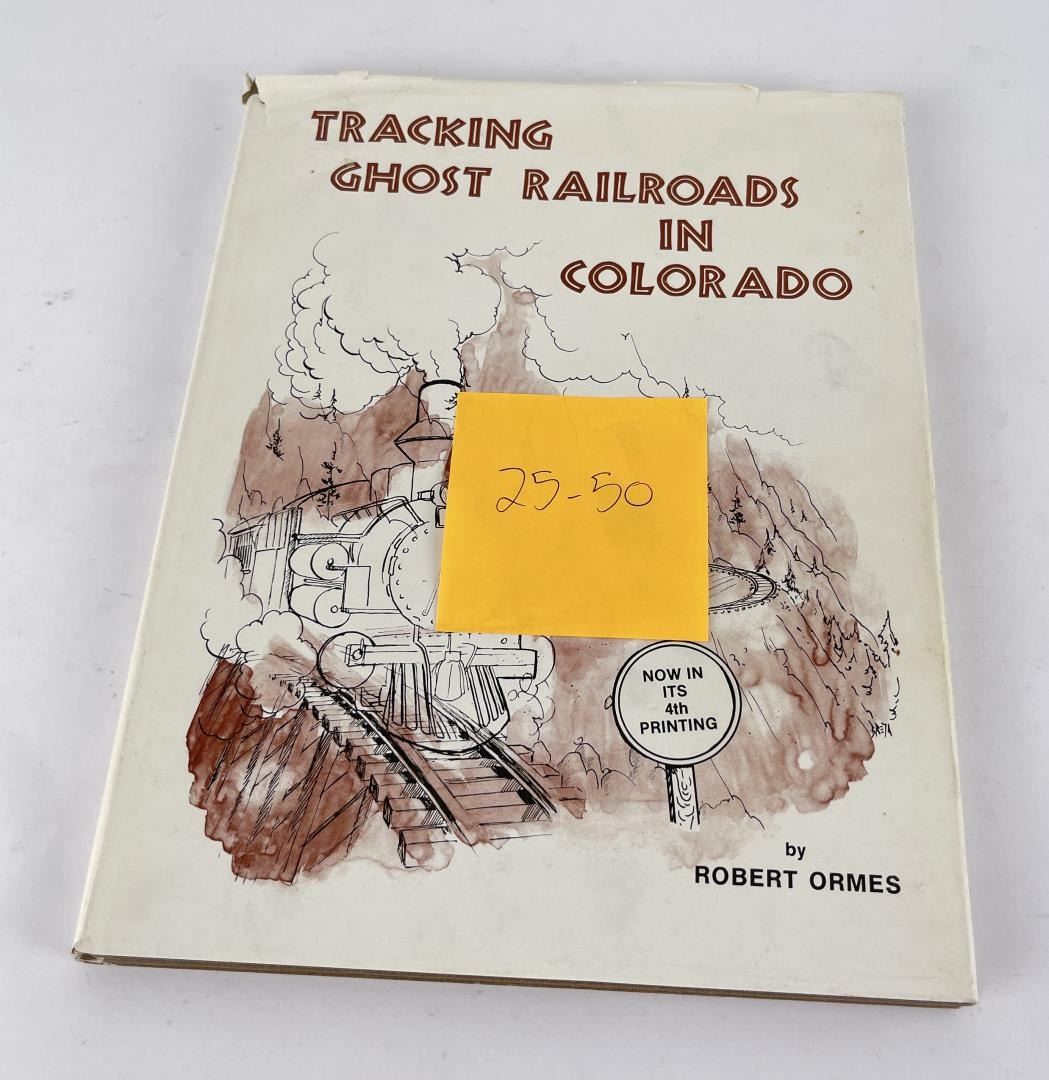 TRACKING
GHOST RAILROADS
IN
COLORADO
25-50
NOW IN
ITS
4th
PRINTING
by
ROBERT ORMES